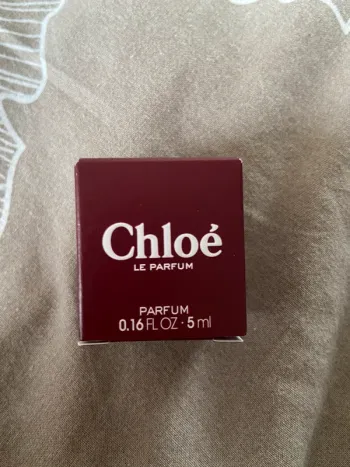 Chloé
LE PARFUM
PARFUM
0.16 FL OZ · 5 ml